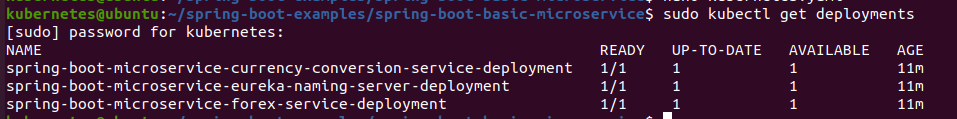 kubernetes@ubuntu:~/spring-boot-examples/spring-boot-basic-microservice$ sudo kubectl get deployments
[sudo] password for kubernetes:
NAME READY UP-TO-DATE AVAILABLE AGE
spring-boot-microservice-currency-conversion-service-deployment 1/1 1 1 11m
spring-boot-microservice-eureka-naming-server-deployment 1/1 1 1 11m
spring-boot-microservice-forex-service-deployment 1/1 1 1 11m